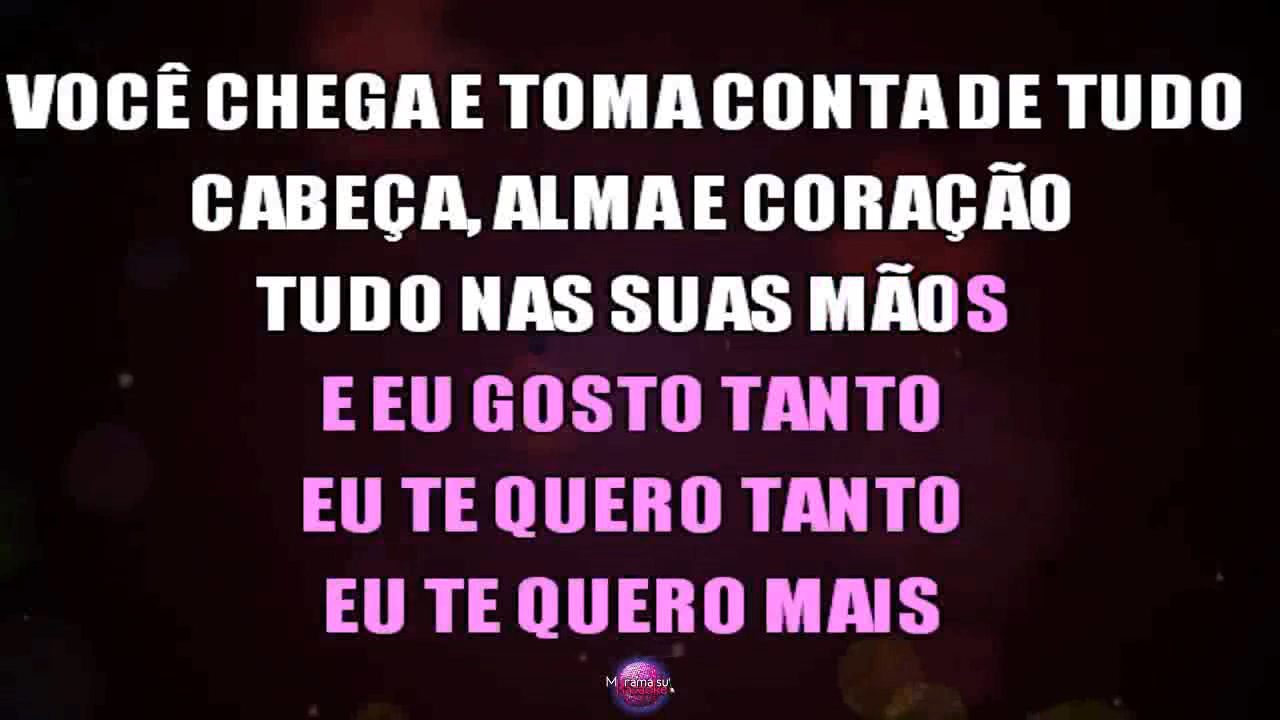 VOCÊ CHEGA E TOMA CONTA DE TUDO
CABEÇA, ALMA E CORAÇÃO
TUDO NAS SUAS MÃOS
E EU GOSTO TANTO
EU TE QUERO TANTO
EU TE QUERO MAIS